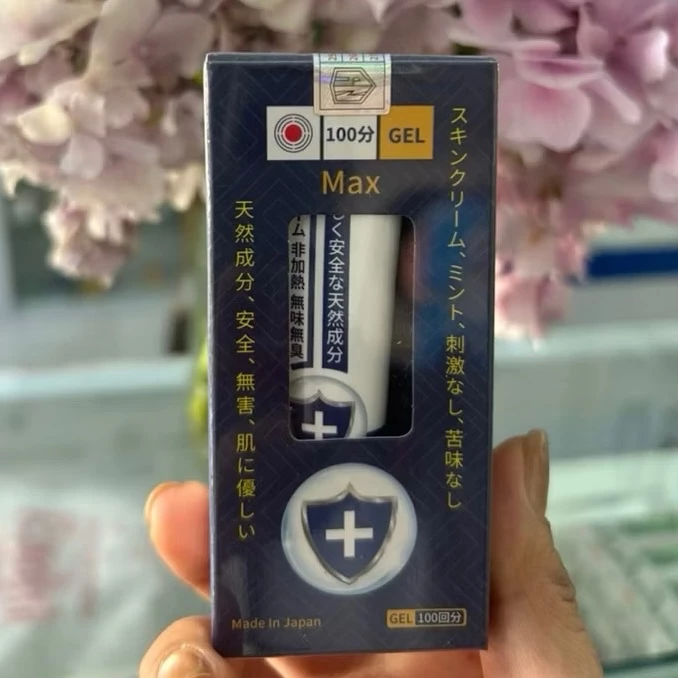 100分 GEL
Max
スキンクリーム、ミント、刺激なし、苦味なし
しく安全な天然成分
ム 非加熱 無味無臭
天然成分、安全、無害、肌に優しい
Made In Japan
GEL 100回分